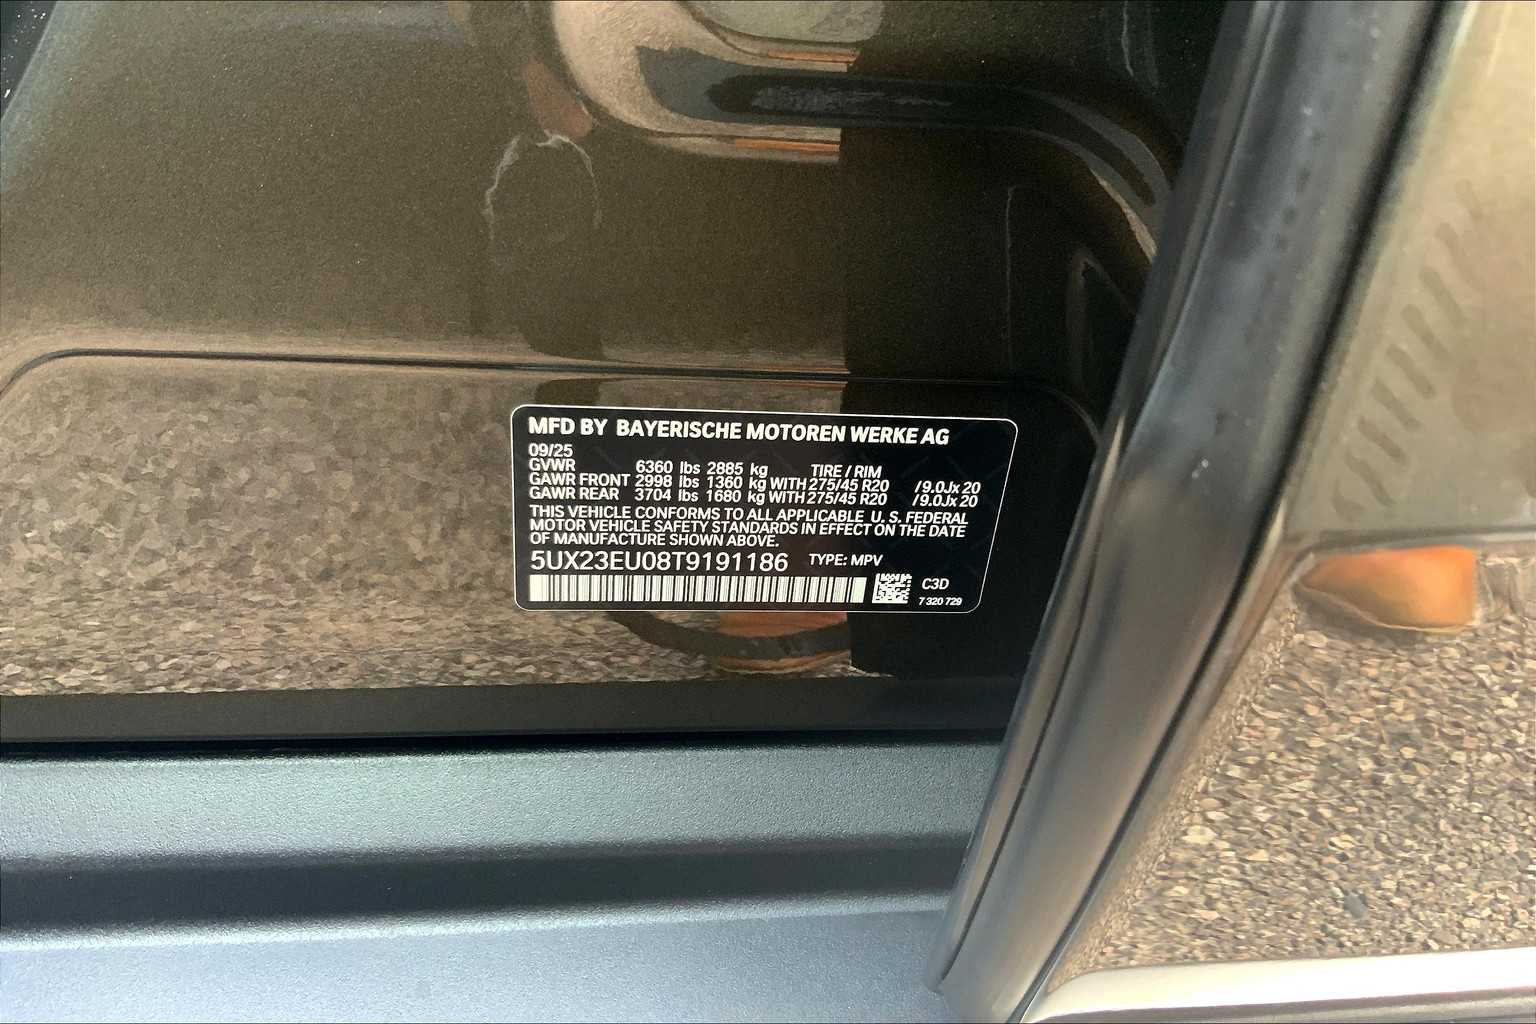 MFD BY BAYERISCHE MOTOREN WERKE AG
09/25
GVWR 6360 lbs 2885 kg TIRE / RIM
GAWR FRONT 2998 lbs 1360 kg WITH 275/45 R20 /9.0Jx 20
GAWR REAR 3704 lbs 1680 kg WITH 275/45 R20 /9.0Jx 20
THIS VEHICLE CONFORMS TO ALL APPLICABLE U. S. FEDERAL
MOTOR VEHICLE SAFETY STANDARDS IN EFFECT ON THE DATE
OF MANUFACTURE SHOWN ABOVE.
5UX23EU08T9191186 TYPE: MPV
C3D
7 320 729